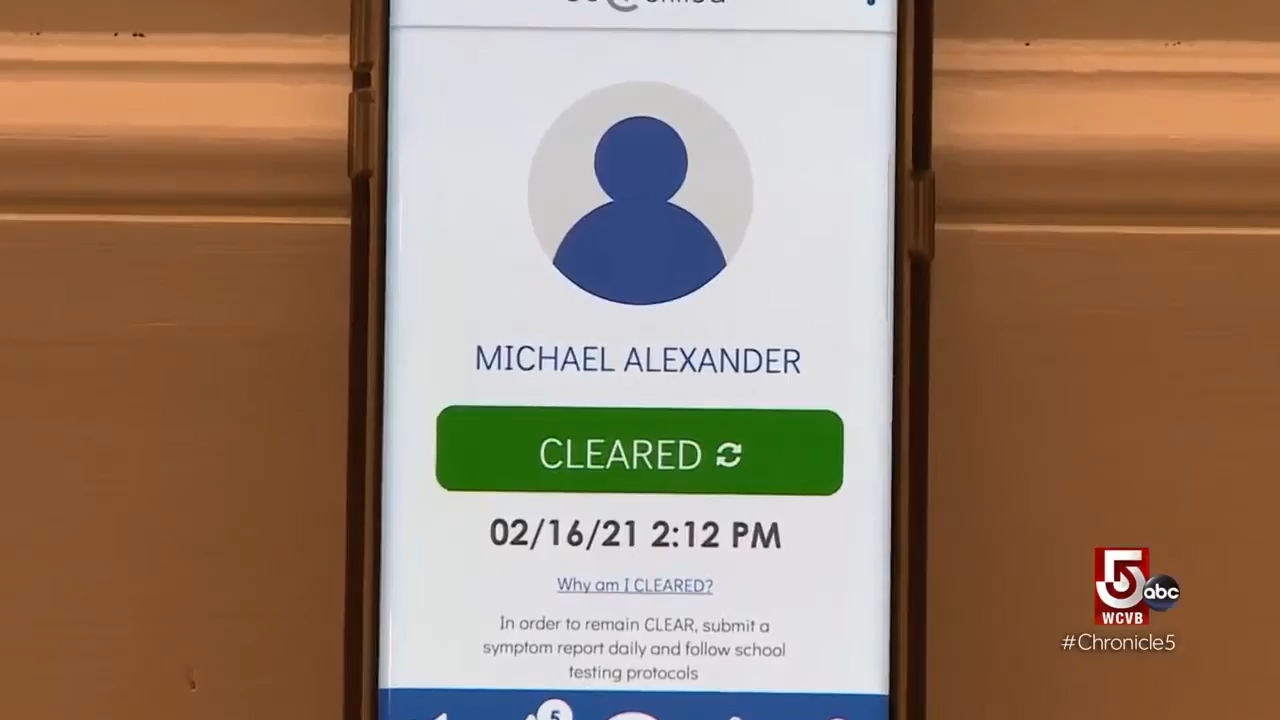 MICHAEL ALEXANDER
CLEARED
02/16/21 2:12 PM
Why am I CLEARED?
In order to remain CLEAR, submit a
symptom report daily and follow school
testing protocols
5
5
abc
WCVB
#Chronicle5